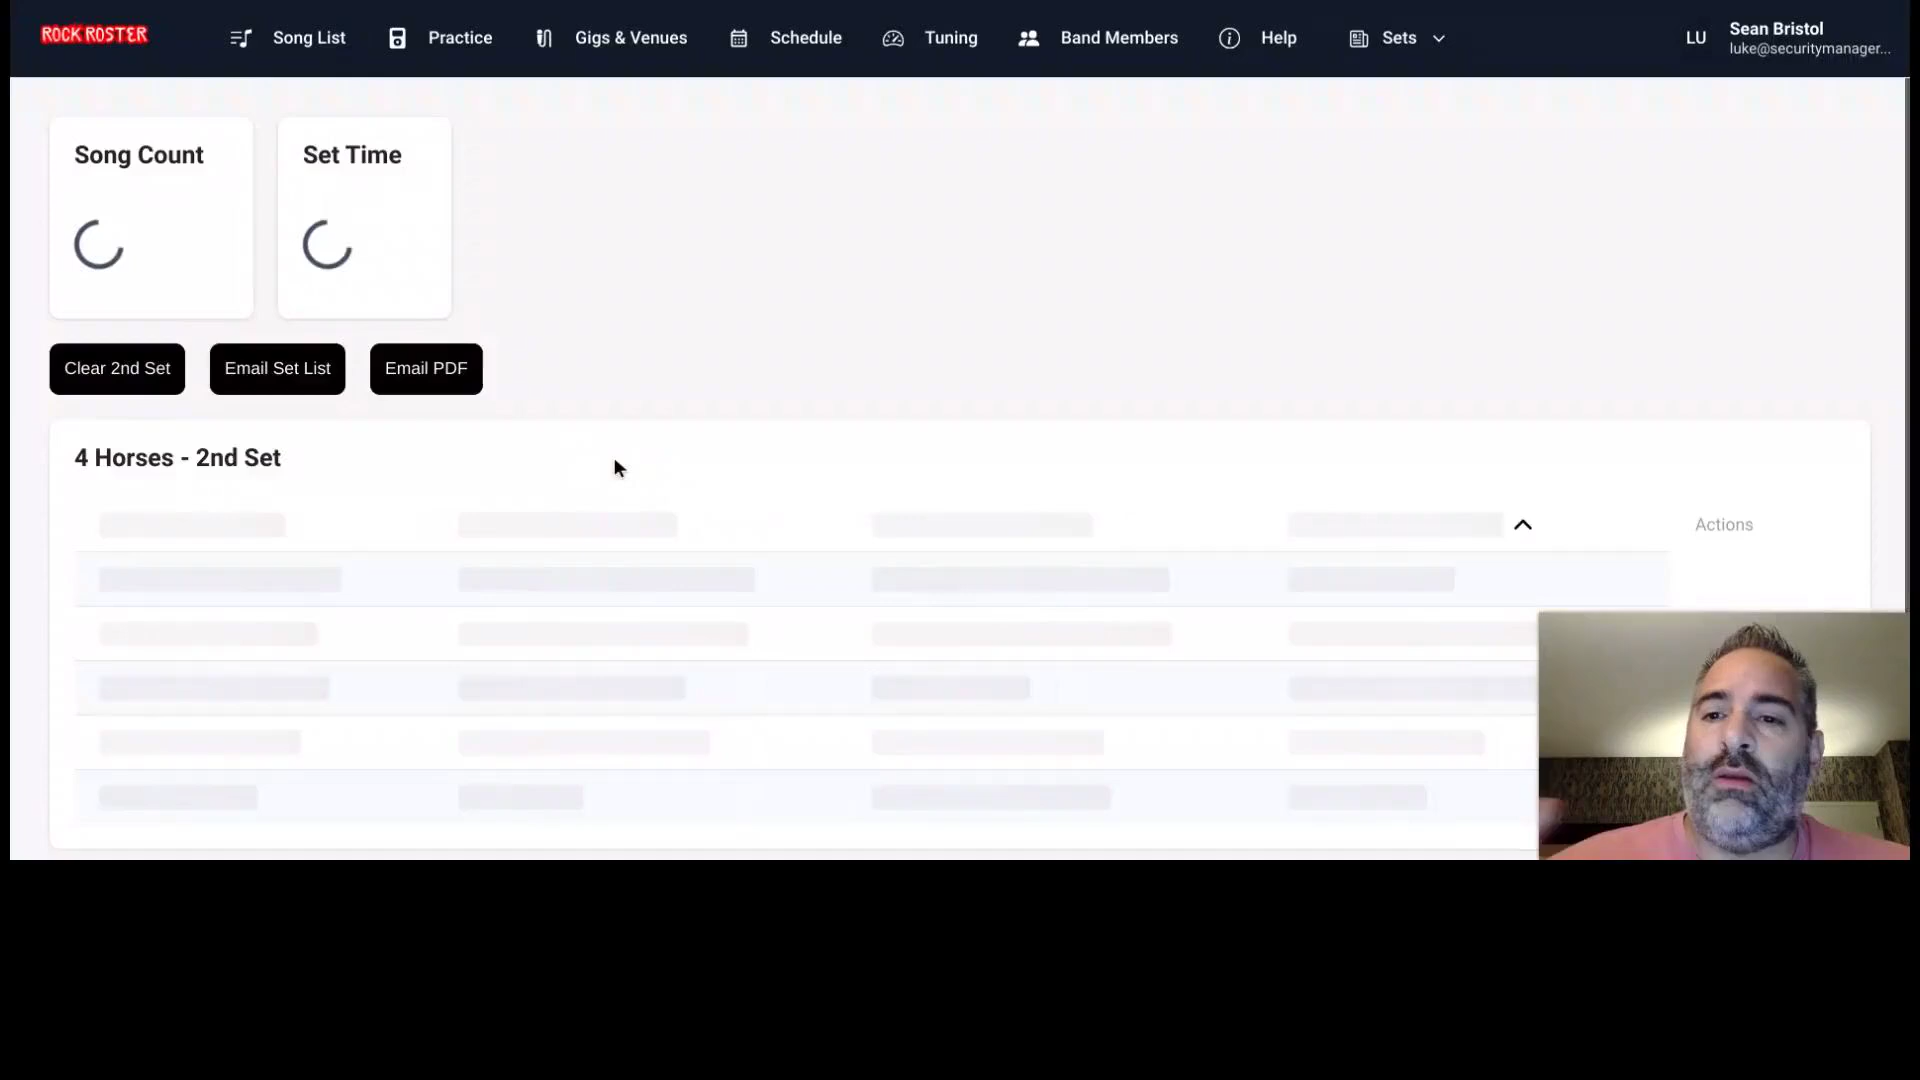 ROCK ROSTER
Song List
Practice
Gigs & Venues
Schedule
Tuning
Band Members
Help
Sets
LU
Sean Bristol
luke@securitymanager...
Song Count
Set Time
Clear 2nd Set
Email Set List
Email PDF
4 Horses - 2nd Set
Actions